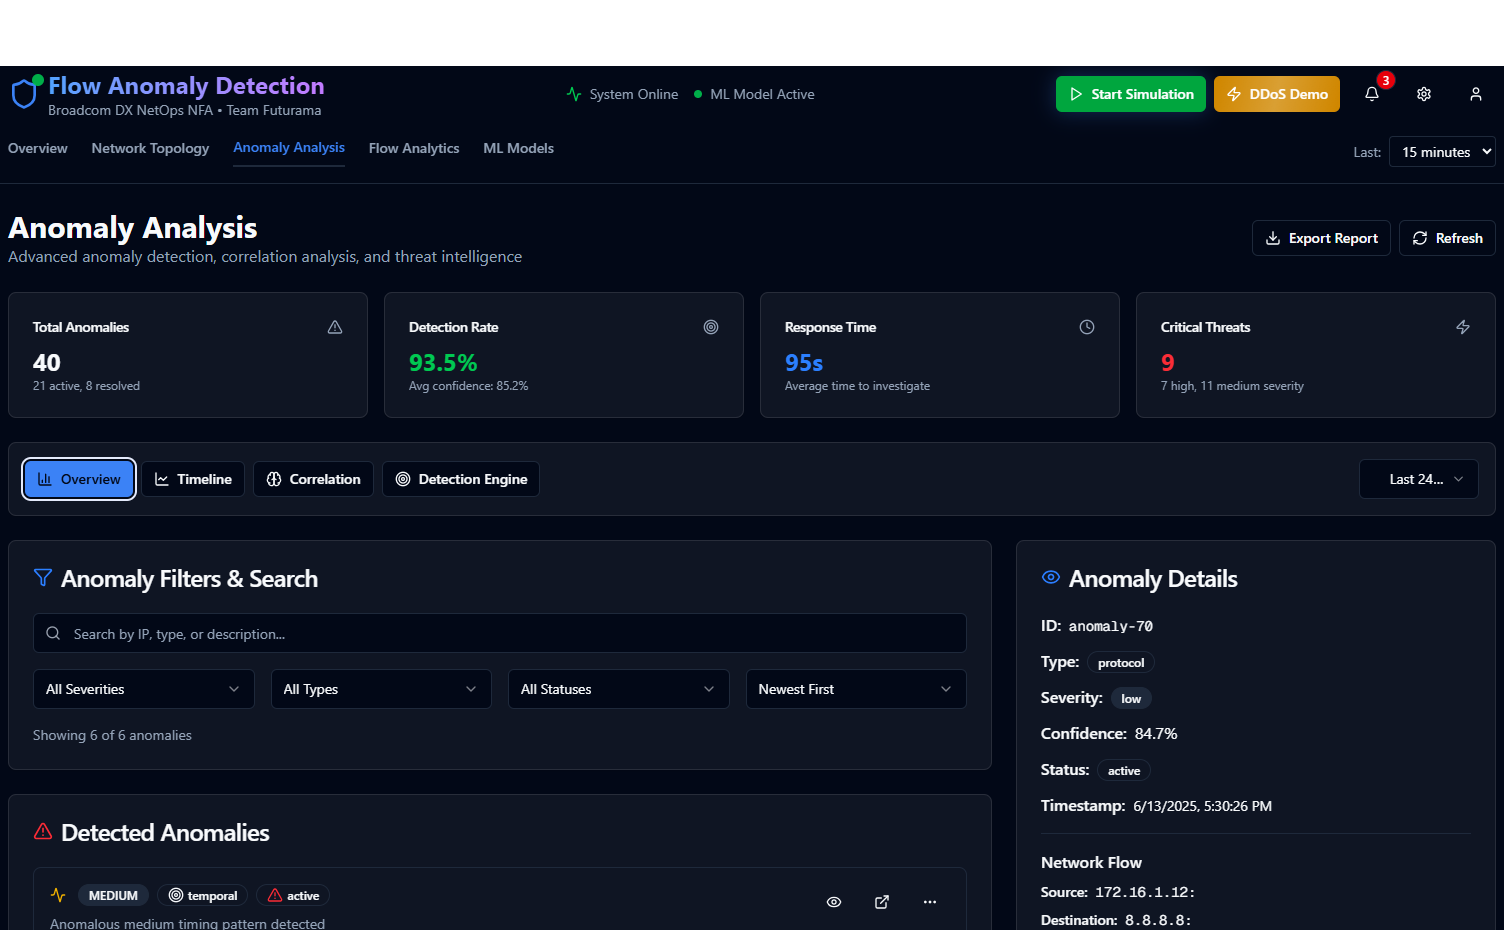 Flow Anomaly Detection
Broadcom DX NetOps NFA • Team Futurama
System Online
ML Model Active
Start Simulation
DDoS Demo
3
Overview
Network Topology
Anomaly Analysis
Flow Analytics
ML Models
Last:
15 minutes
Anomaly Analysis
Advanced anomaly detection, correlation analysis, and threat intelligence
Export Report
Refresh
Total Anomalies
40
21 active, 8 resolved
Detection Rate
93.5%
Avg confidence: 85.2%
Response Time
95s
Average time to investigate
Critical Threats
9
7 high, 11 medium severity
Overview
Timeline
Correlation
Detection Engine
Last 24...
Anomaly Filters & Search
Search by IP, type, or description...
All Severities
All Types
All Statuses
Newest First
Showing 6 of 6 anomalies
Detected Anomalies
MEDIUM
temporal
active
Anomalous medium timing pattern detected
Anomaly Details
ID: anomaly-70
Type: protocol
Severity: low
Confidence: 84.7%
Status: active
Timestamp: 6/13/2025, 5:30:26 PM
Network Flow
Source: 172.16.1.12:
Destination: 8.8.8.8: